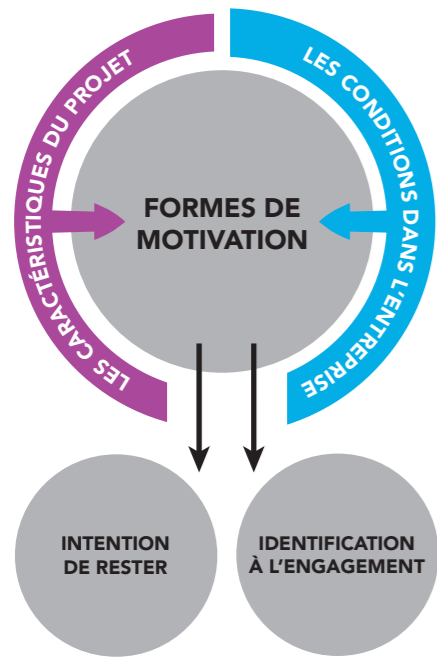 LES CARACTÉRISTIQUES DU PROJET
LES CONDITIONS DANS L'ENTREPRISE
FORMES DE
MOTIVATION
INTENTION
DE RESTER
IDENTIFICATION
À L'ENGAGEMENT